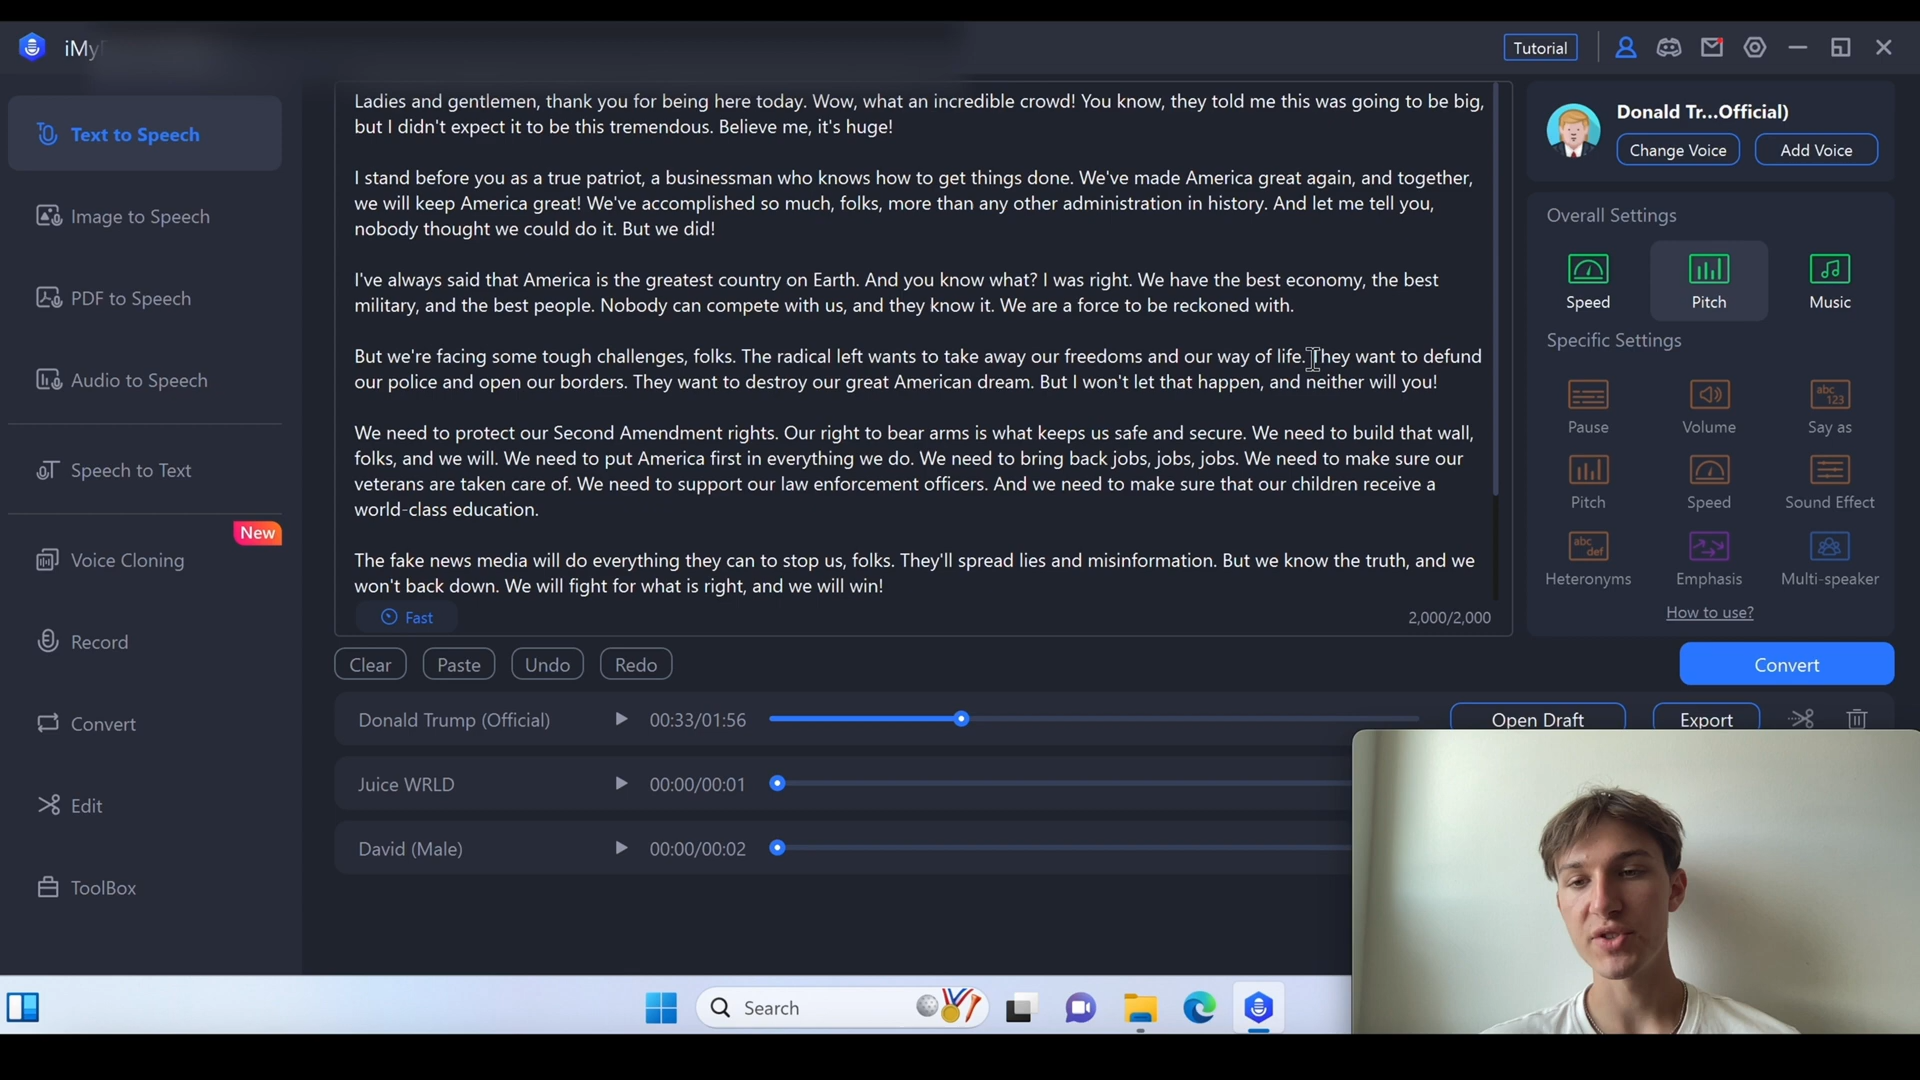 iMy
Tutorial
Text to Speech
Image to Speech
PDF to Speech
Audio to Speech
Speech to Text
New
Voice Cloning
Record
Convert
Edit
ToolBox
Ladies and gentlemen, thank you for being here today. Wow, what an incredible crowd! You know, they told me this was going to be big,
but I didn't expect it to be this tremendous. Believe me, it's huge!
I stand before you as a true patriot, a businessman who knows how to get things done. We've made America great again, and together,
we will keep America great! We've accomplished so much, folks, more than any other administration in history. And let me tell you,
nobody thought we could do it. But we did!
I've always said that America is the greatest country on Earth. And you know what? I was right. We have the best economy, the best
military, and the best people. Nobody can compete with us, and they know it. We are a force to be reckoned with.
But we're facing some tough challenges, folks. The radical left wants to take away our freedoms and our way of life. They want to defund
our police and open our borders. They want to destroy our great American dream. But I won't let that happen, and neither will you!
We need to protect our Second Amendment rights. Our right to bear arms is what keeps us safe and secure. We need to build that wall,
folks, and we will. We need to put America first in everything we do. We need to bring back jobs, jobs, jobs. We need to make sure our
veterans are taken care of. We need to support our law enforcement officers. And we need to make sure that our children receive a
world-class education.
The fake news media will do everything they can to stop us, folks. They'll spread lies and misinformation. But we know the truth, and we
won't back down. We will fight for what is right, and we will win!
Fast
2,000/2,000
Clear Paste Undo Redo
Donald Trump (Official) 00:33/01:56 Open Draft Export
Juice WRLD 00:00/00:01
David (Male) 00:00/00:02
Donald Tr...Official)
Change Voice Add Voice
Overall Settings
Speed Pitch Music
Specific Settings
abc
123
Pause Volume Say as
Pitch Speed Sound Effect
abc
def
Heteronyms Emphasis Multi-speaker
How to use?
Convert
Search